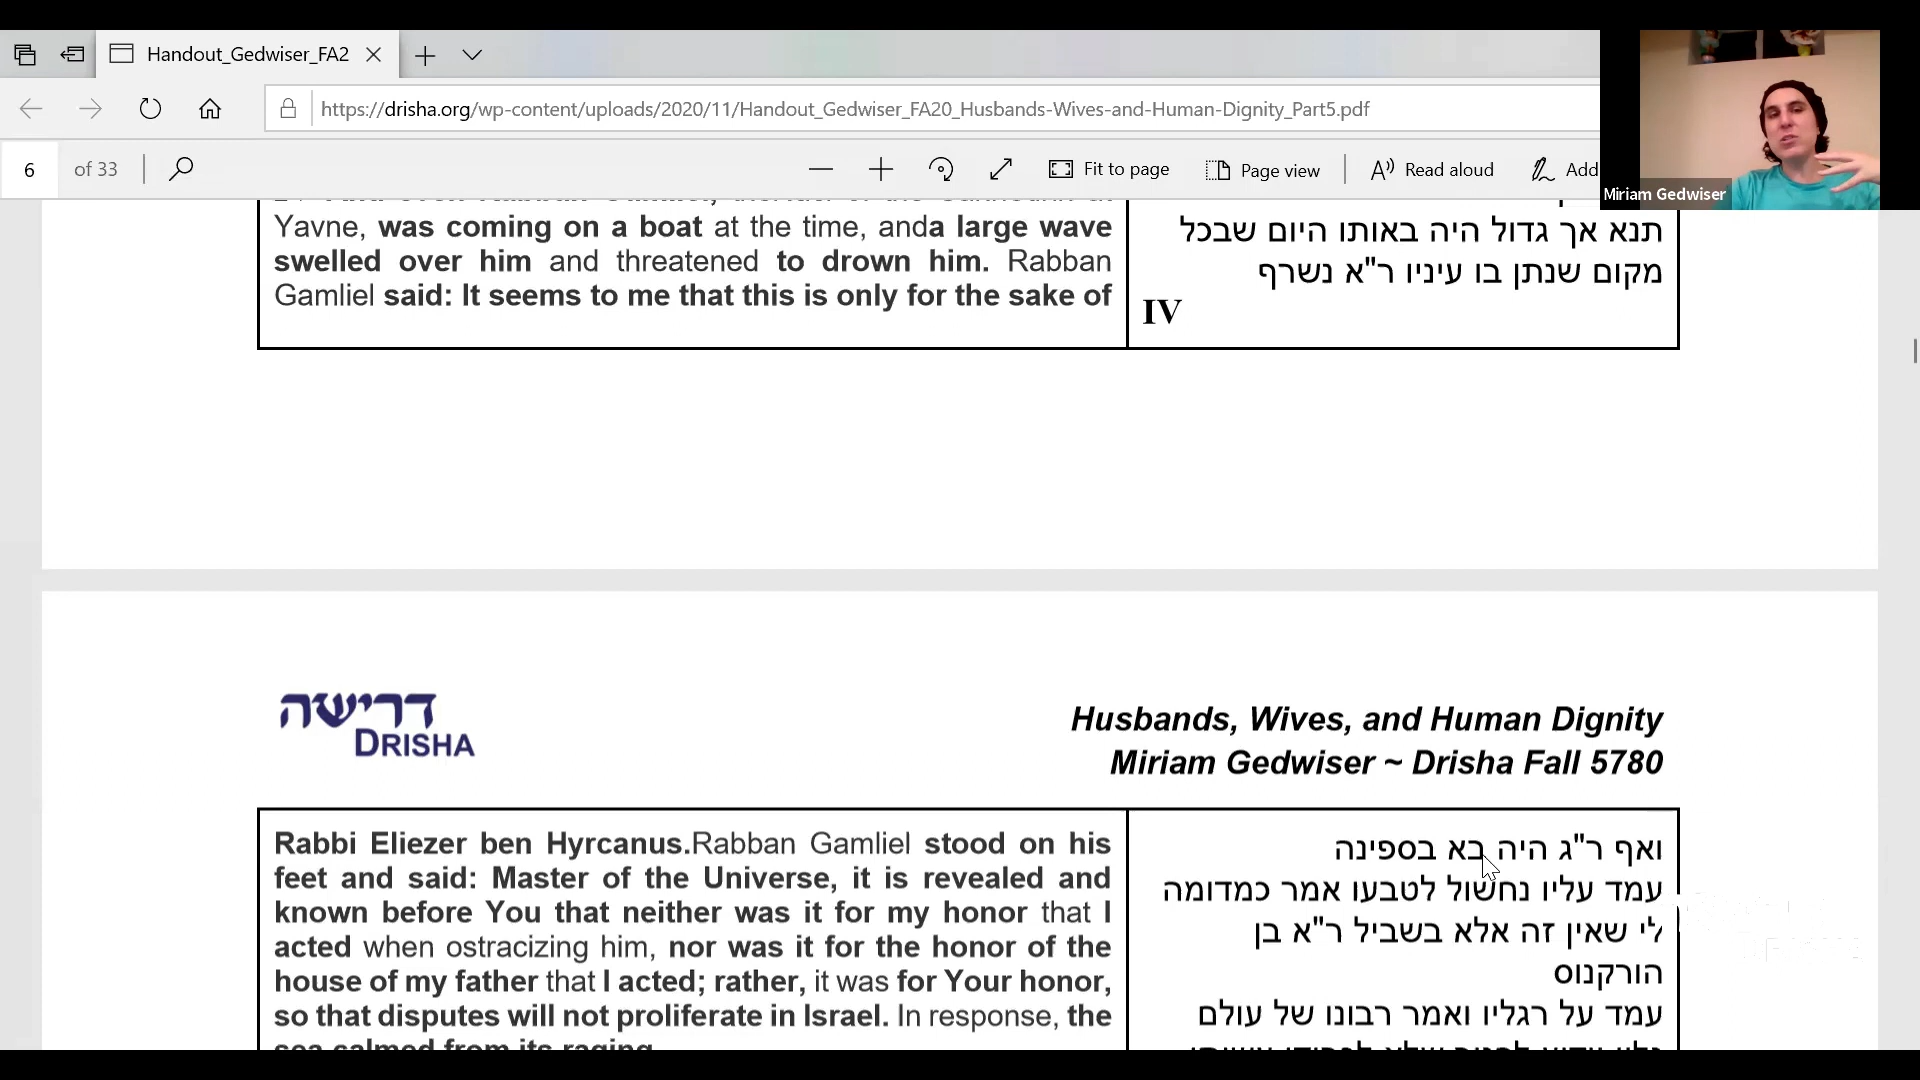 Handout_Gedwiser_FA2
https://drisha.org/wp-content/uploads/2020/11/Handout_Gedwiser_FA20_Husbands-Wives-and-Human-Dignity_Part5.pdf
6 of 33
Fit to page
Page view
Read aloud
Add
Miriam Gedwiser
Yavne, was coming on a boat at the time, anda large wave
swelled over him and threatened to drown him. Rabban
Gamliel said: It seems to me that this is only for the sake of
תנא אך גדול היה באותו היום שבכל
מקום שנתן בו עיניו ר"א נשרף
IV
דרישה
DRISHA
Husbands, Wives, and Human Dignity
Miriam Gedwiser ~ Drisha Fall 5780
Rabbi Eliezer ben Hyrcanus.Rabban Gamliel stood on his
feet and said: Master of the Universe, it is revealed and
known before You that neither was it for my honor that I
acted when ostracizing him, nor was it for the honor of the
house of my father that I acted; rather, it was for Your honor,
so that disputes will not proliferate in Israel. In response, the
sea calmed from its raging.
ואף ר"ג היה בא בספינה
עמד עליו נחשול לטבעו אמר כמדומה
לי שאין זה אלא בשביל ר"א בן
הורקנוס
עמד על רגליו ואמר רבונו של עולם